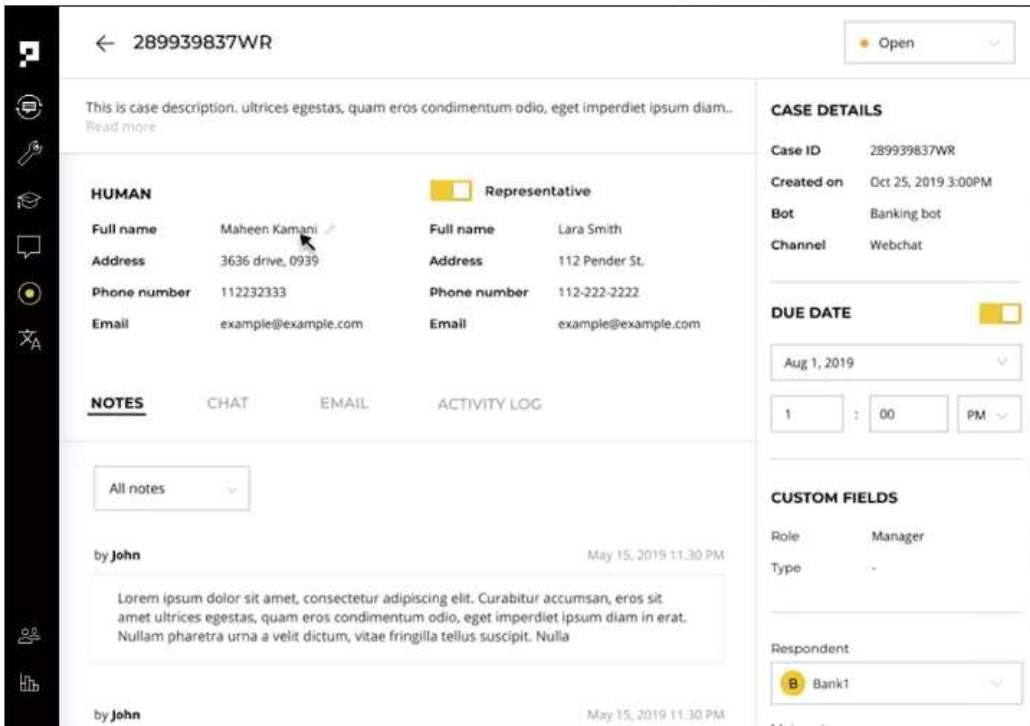 289939837WR
Open
This is case description. ultrices egestas, quam eros condimentum odio, eget imperdiet ipsum diam..
Read more
HUMAN
Full name Maheen Kamani
Address 3636 drive, 0939
Phone number 112232333
Email example@example.com
Representative
Full name Lara Smith
Address 112 Pender St.
Phone number 112-222-2222
Email example@example.com
NOTES CHAT EMAIL ACTIVITY LOG
All notes
by John May 15, 2019 11.30 PM
Lorem ipsum dolor sit amet, consectetur adipiscing elit. Curabitur accumsan, eros sit
amet ultrices egestas, quam eros condimentum odio, eget imperdiet ipsum diam in erat.
Nullam pharetra urna a velit dictum, vitae fringilla tellus suscipit. Nulla
by John May 15, 2019 11.30 PM
CASE DETAILS
Case ID 289939837WR
Created on Oct 25, 2019 3:00PM
Bot Banking bot
Channel Webchat
DUE DATE
Aug 1, 2019
1 : 00 PM
CUSTOM FIELDS
Role Manager
Type -
Respondent
B Bank1